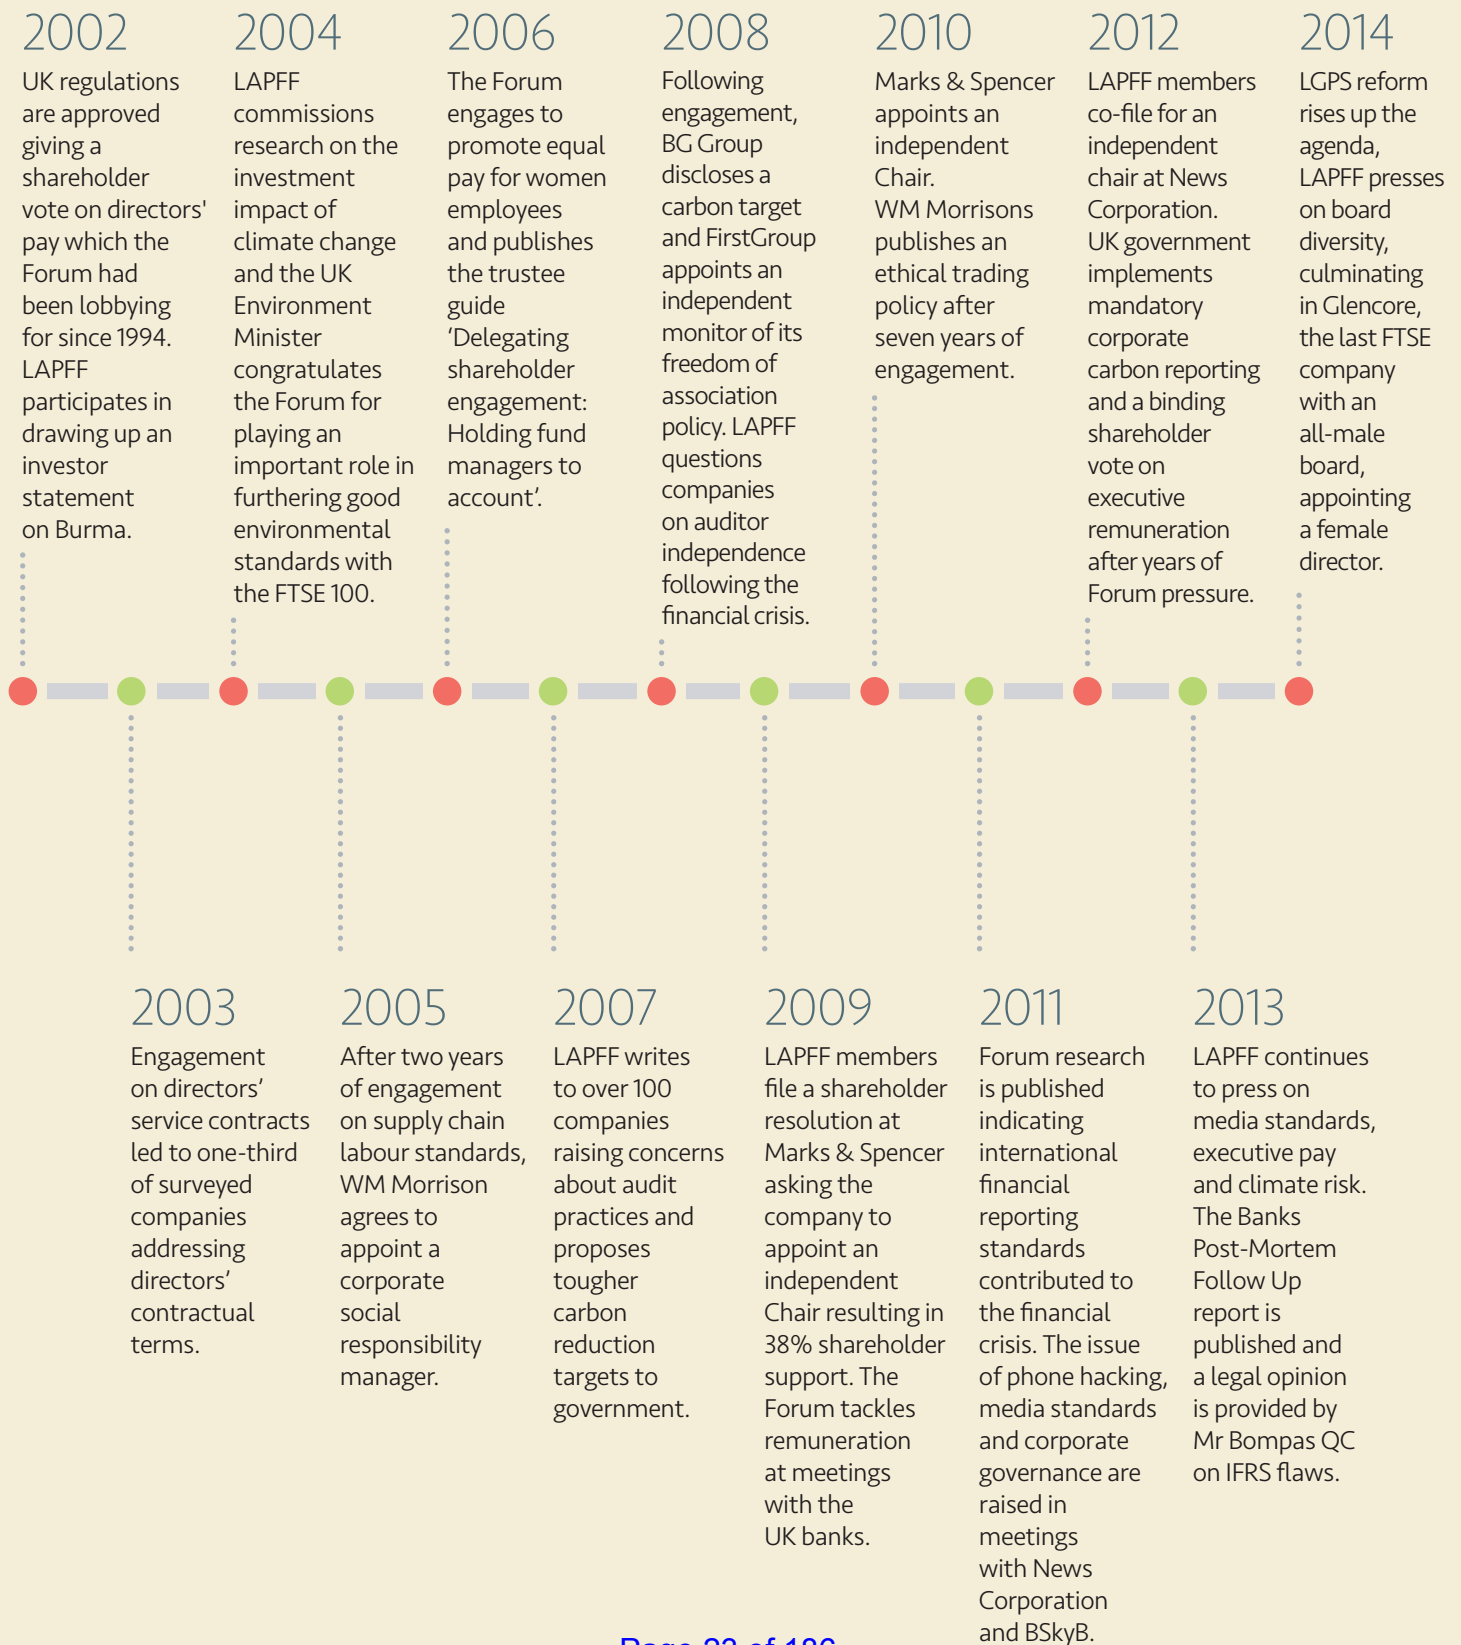 2002
UK regulations
are approved
giving a
shareholder
vote on directors'
pay which the
Forum had
been lobbying
for since 1994.
LAPFF
participates in
drawing up an
investor
statement
on Burma.
2004
LAPFF
commissions
research on the
investment
impact of
climate change
and the UK
Environment
Minister
congratulates
the Forum for
playing an
important role in
furthering good
environmental
standards with
the FTSE 100.
2006
The Forum
engages to
promote equal
pay for women
employees
and publishes
the trustee
guide
‘Delegating
shareholder
engagement:
Holding fund
managers to
account’.
2008
Following
engagement,
BG Group
discloses a
carbon target
and FirstGroup
appoints an
independent
monitor of its
freedom of
association
policy. LAPFF
questions
companies
on auditor
independence
following the
financial crisis.
2010
Marks & Spencer
appoints an
independent
Chair.
WM Morrisons
publishes an
ethical trading
policy after
seven years of
engagement.
2012
LAPFF members
co-file for an
independent
chair at News
Corporation.
UK government
implements
mandatory
corporate
carbon reporting
and a binding
shareholder
vote on
executive
remuneration
after years of
Forum pressure.
2014
LGPS reform
rises up the
agenda,
LAPFF presses
on board
diversity,
culminating
in Glencore,
the last FTSE
company
with an
all-male
board,
appointing
a female
director.
2003
Engagement
on directors’
service contracts
led to one-third
of surveyed
companies
addressing
directors’
contractual
terms.
2005
After two years
of engagement
on supply chain
labour standards,
WM Morrison
agrees to
appoint a
corporate
social
responsibility
manager.
2007
LAPFF writes
to over 100
companies
raising concerns
about audit
practices and
proposes
tougher
carbon
reduction
targets to
government.
2009
LAPFF members
file a shareholder
resolution at
Marks & Spencer
asking the
company to
appoint an
independent
Chair resulting in
38% shareholder
support. The
Forum tackles
remuneration
at meetings
with the
UK banks.
2011
Forum research
is published
indicating
international
financial
reporting
standards
contributed to
the financial
crisis. The issue
of phone hacking,
media standards
and corporate
governance are
raised in
meetings
with News
Corporation
and BSkyB.
2013
LAPFF continues
to press on
media standards,
executive pay
and climate risk.
The Banks
Post-Mortem
Follow Up
report is
published and
a legal opinion
is provided by
Mr Bompas QC
on IFRS flaws.
Page 23 of 186